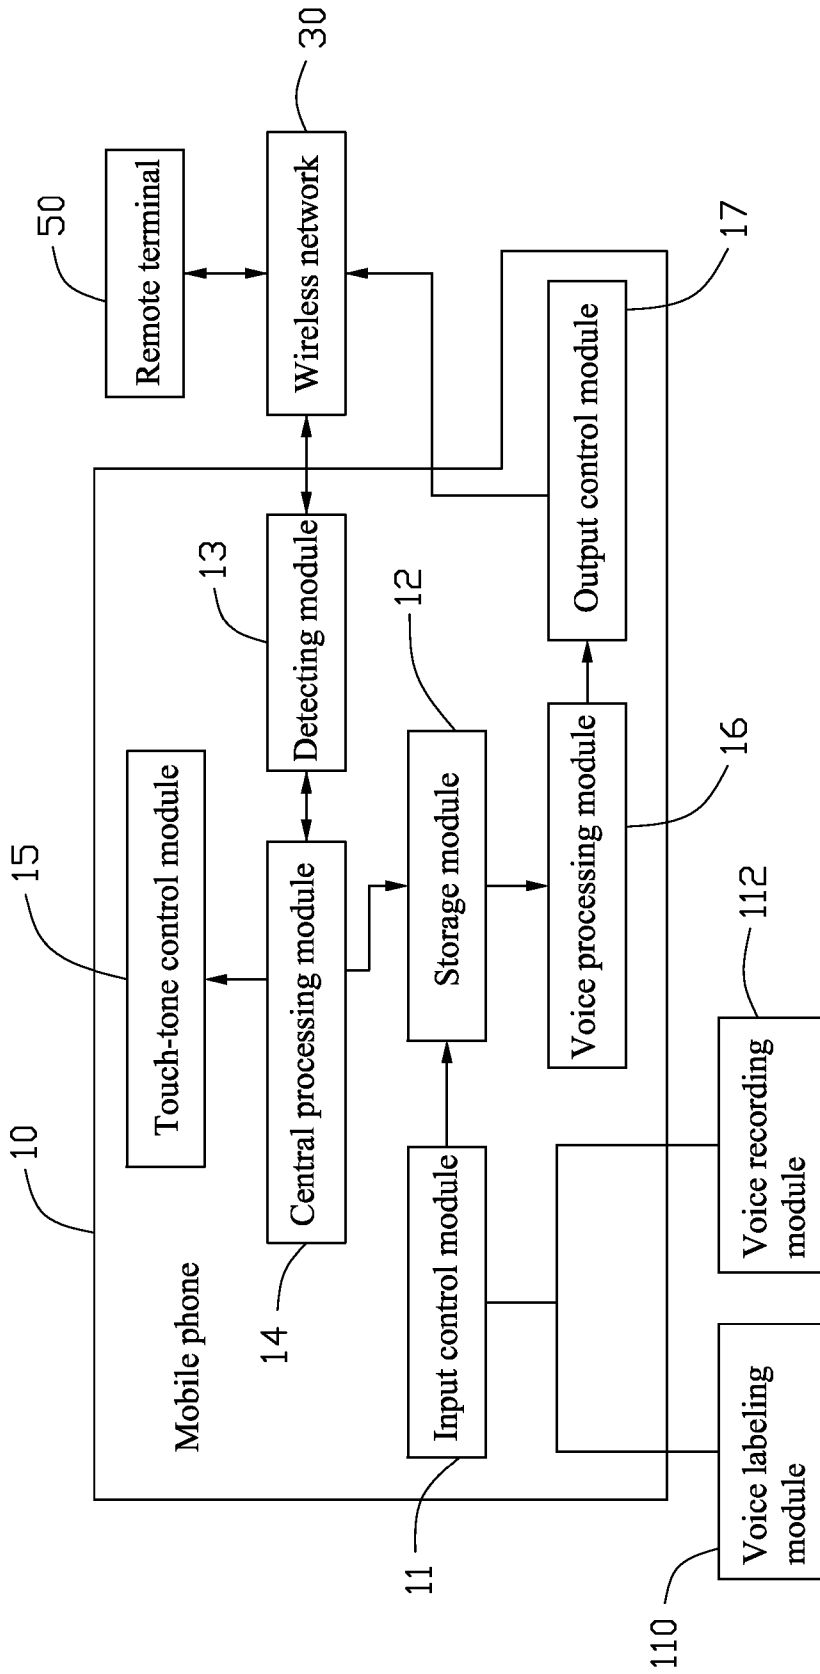 10
Mobile phone
15
Touch-tone control module
50
Remote terminal
14
Central processing module
13
Detecting module
30
Wireless network
11
Input control module
12
Storage module
16
Voice processing module
17
Output control module
110
Voice labeling
module
112
Voice recording
module